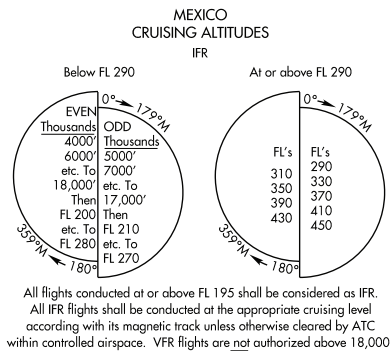 MEXICO
CRUISING ALTITUDES
IFR
Below FL 290
0°
179°M
EVEN
Thousands
4000'
6000'
etc. To
18,000'
Then
FL 200
etc. To
FL 280
ODD
Thousands
5000'
7000'
etc. To
17,000'
Then
FL 210
etc. To
FL 270
359°M
180°
At or above FL 290
0°
179°M
FL's
310
350
390
430
FL's
290
330
370
410
450
359°M
180°
All flights conducted at or above FL 195 shall be considered as IFR.
All IFR flights shall be conducted at the appropriate cruising level
according with its magnetic track unless otherwise cleared by ATC
within controlled airspace. VFR flights are not authorized above 18,000